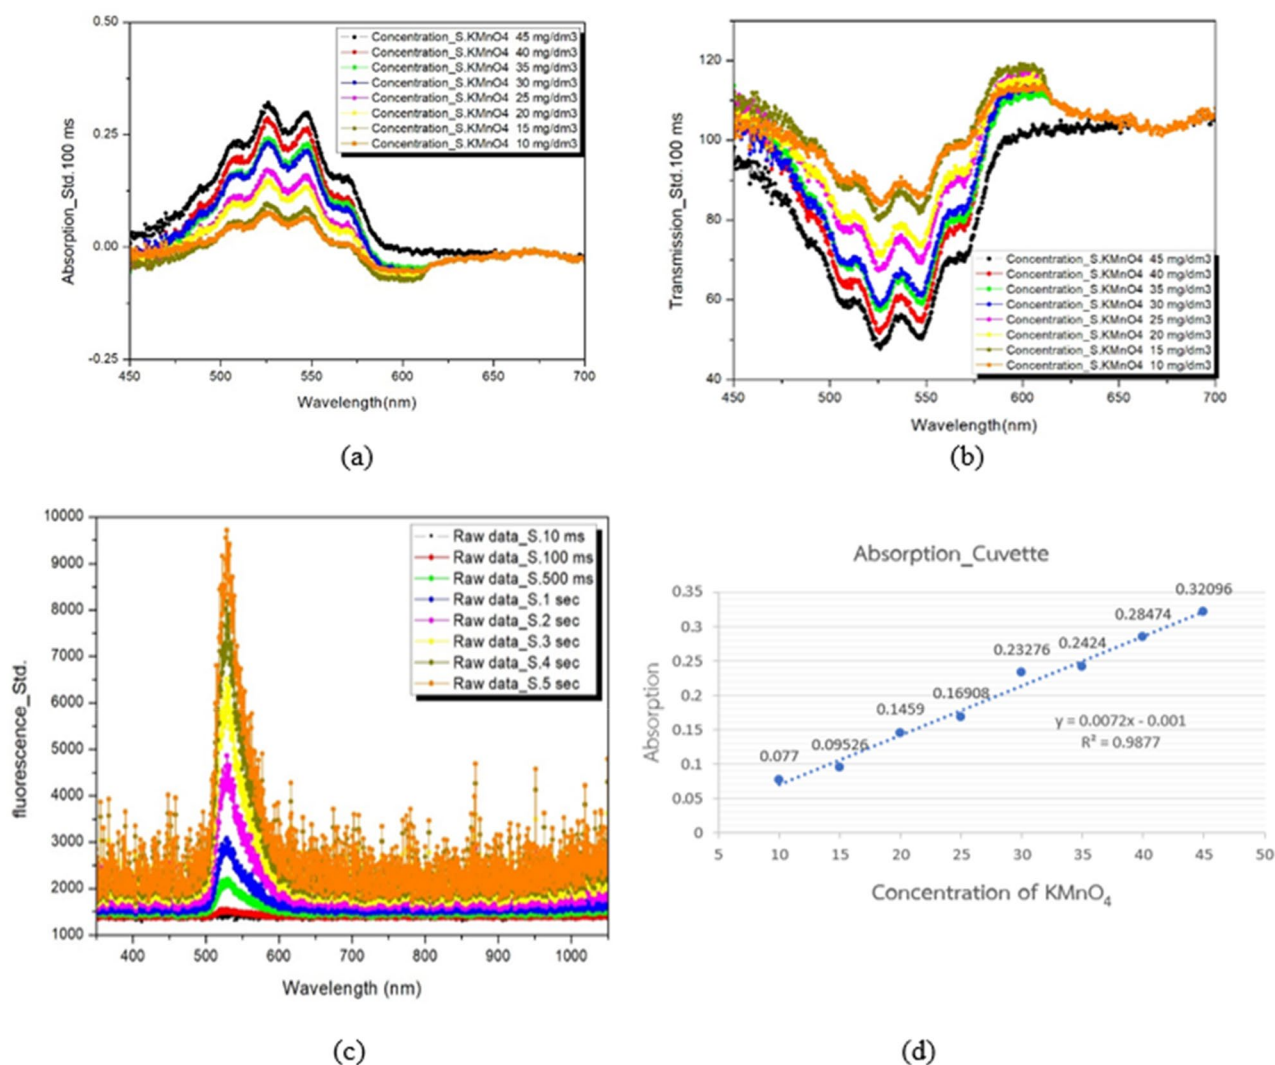 0.50
0.25
0.00
-0.25
450
500
550
600
650
700
Absorption_Std.100 ms
Wavelength(nm)
Concentration_S.KMnO4 45 mg/dm3
Concentration_S.KMnO4 40 mg/dm3
Concentration_S.KMnO4 35 mg/dm3
Concentration_S.KMnO4 30 mg/dm3
Concentration_S.KMnO4 25 mg/dm3
Concentration_S.KMnO4 20 mg/dm3
Concentration_S.KMnO4 15 mg/dm3
Concentration_S.KMnO4 10 mg/dm3
(a)
120
100
80
60
40
450
500
550
600
650
700
Transmission_Std.100 ms
Wavelength(nm)
Concentration_S.KMnO4 45 mg/dm3
Concentration_S.KMnO4 40 mg/dm3
Concentration_S.KMnO4 35 mg/dm3
Concentration_S.KMnO4 30 mg/dm3
Concentration_S.KMnO4 25 mg/dm3
Concentration_S.KMnO4 20 mg/dm3
Concentration_S.KMnO4 15 mg/dm3
Concentration_S.KMnO4 10 mg/dm3
(b)
10000
9000
8000
7000
6000
5000
4000
3000
2000
1000
400
500
600
700
800
900
1000
fluorescence_Std.
Wavelength (nm)
Raw data_S.10 ms
Raw data_S.100 ms
Raw data_S.500 ms
Raw data_S.1 sec
Raw data_S.2 sec
Raw data_S.3 sec
Raw data_S.4 sec
Raw data_S.5 sec
(c)
Absorption_Cuvette
0.35
0.3
0.25
0.2
0.15
0.1
0.05
0
5
10
15
20
25
30
35
40
45
50
Absorption
Concentration of KMnO₄
0.077
0.09526
0.1459
0.16908
0.23276
0.2424
0.28474
0.32096
y = 0.0072x - 0.001
R² = 0.9877
(d)